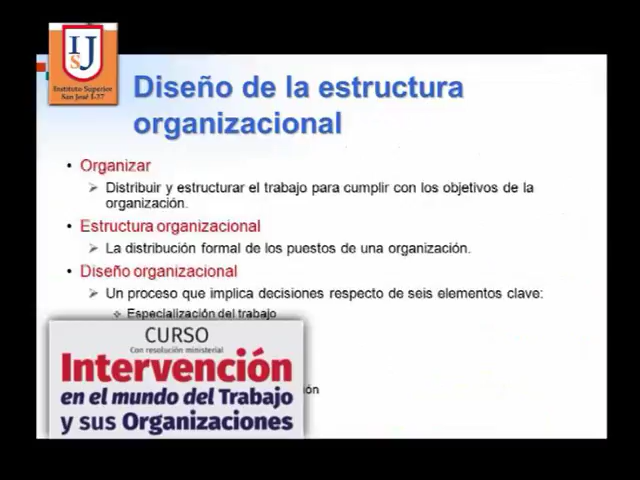 ISJ
Instituto Superior
San José I-27
Diseño de la estructura
organizacional
• Organizar
Distribuir y estructurar el trabajo para cumplir con los objetivos de la
organización.
• Estructura organizacional
La distribución formal de los puestos de una organización.
• Diseño organizacional
Un proceso que implica decisiones respecto de seis elementos clave:
Especialización del trabajo
CURSO
Con resolución ministerial
Intervención
en el mundo del Trabajo
y sus Organizaciones